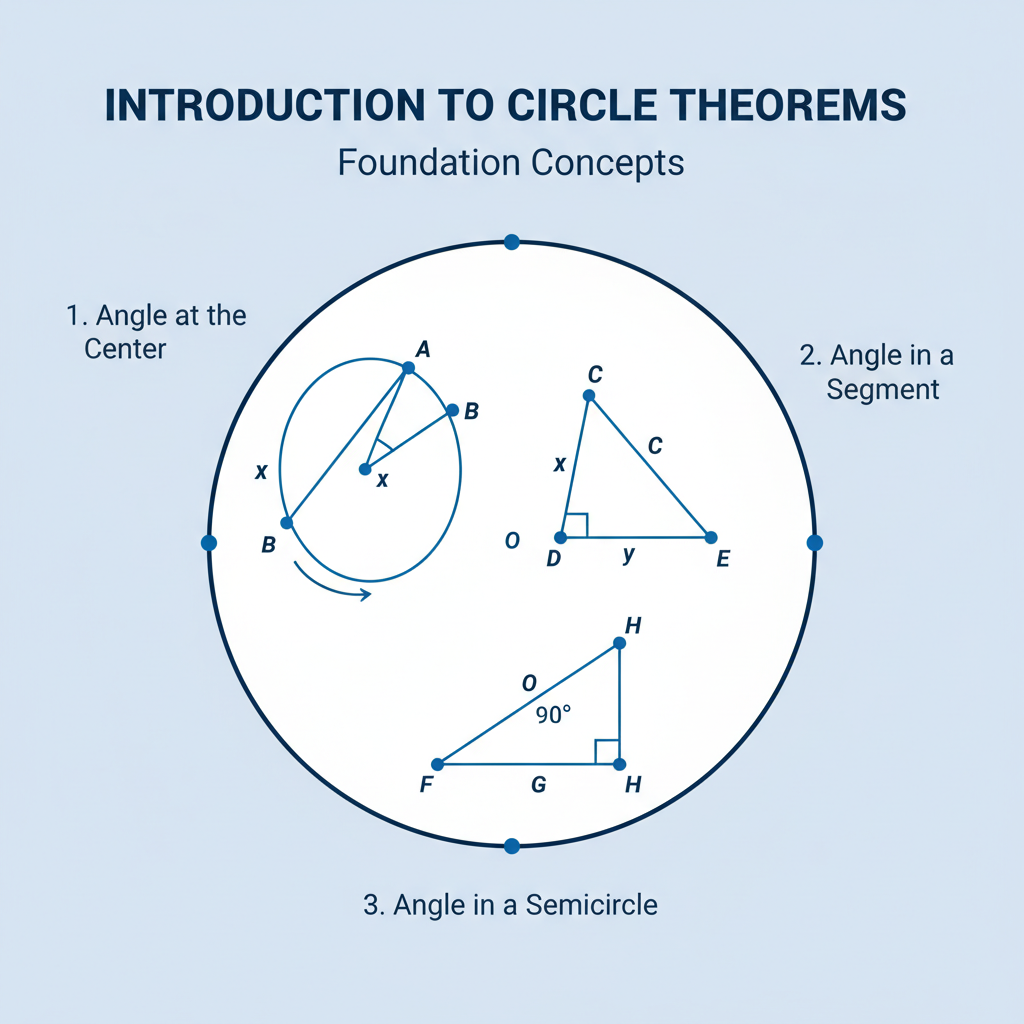 INTRODUCTION TO CIRCLE THEOREMS
Foundation Concepts
1. Angle at the
Center
2. Angle in a
Segment
A
B
x
x
B
C
C
x
O
D
y
E
H
O
90°
F
G
H
3. Angle in a Semicircle